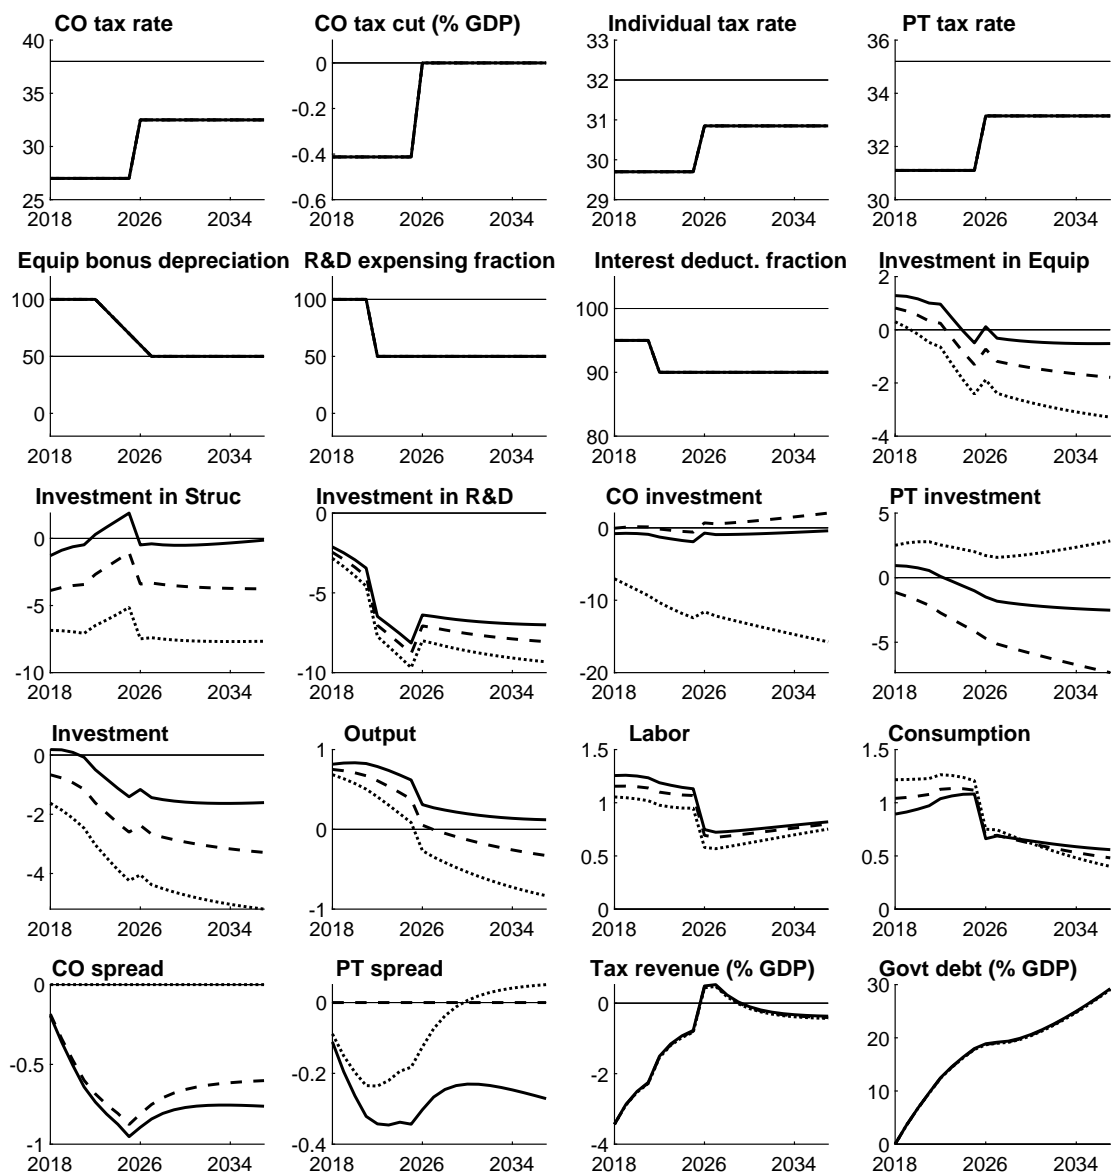 CO tax rate CO tax cut (% GDP) Individual tax rate PT tax rate
40 0 33 36
35 -0.2 32 34
30 -0.4 31 33
25 -0.6 30 31
29 30
2018 2026 2034 2018 2026 2034 2018 2026 2034 2018 2026 2034
Equip bonus depreciation R&D expensing fraction Interest deduct. fraction Investment in Equip
100 100 100 2
50 50 90 0
0 0 80 -2
-4
2018 2026 2034 2018 2026 2034 2018 2026 2034 2018 2026 2034
Investment in Struc Investment in R&D CO investment PT investment
0 0 0 5
-5 -5 -10 0
-10 -10 -20 -5
2018 2026 2034 2018 2026 2034 2018 2026 2034 2018 2026 2034
Investment Output Labor Consumption
0 1 1.5 1.5
-2 0 1 1
-4 -1 0.5 0.5
0 0
2018 2026 2034 2018 2026 2034 2018 2026 2034 2018 2026 2034
CO spread PT spread Tax revenue (% GDP) Govt debt (% GDP)
0 0 0 30
-0.5 -0.2 -2 20
-1 -0.4 -4 10
0
2018 2026 2034 2018 2026 2034 2018 2026 2034 2018 2026 2034